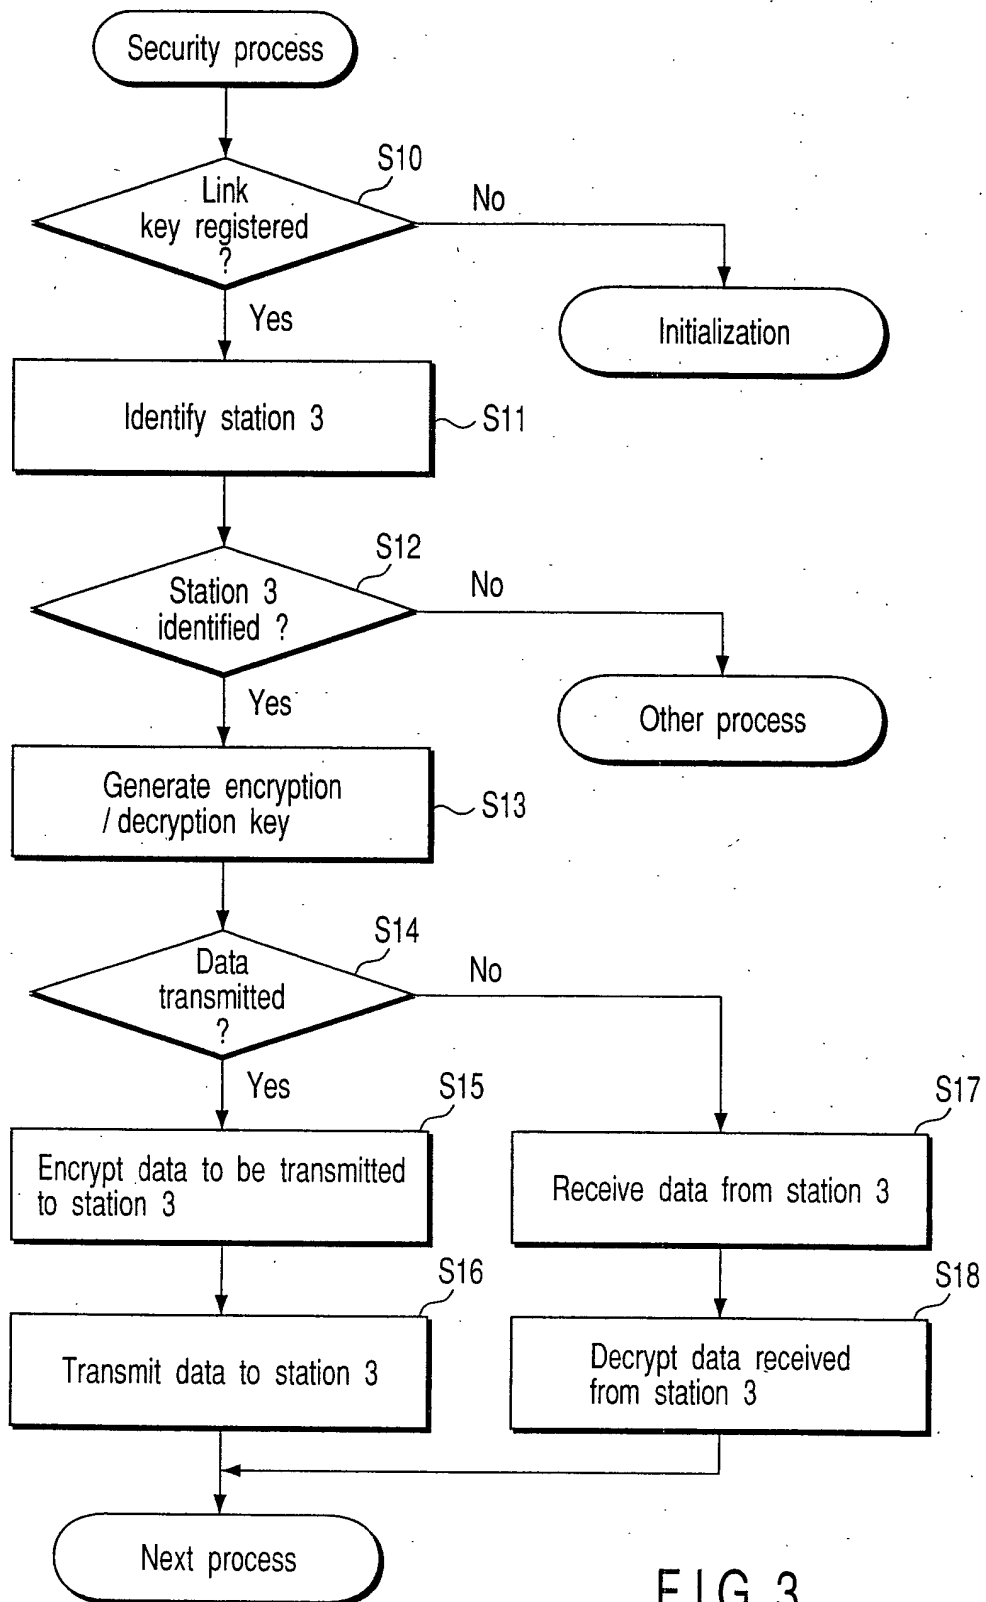 Security process
S10
Link
key registered
?
No
Yes
Initialization
Identify station 3
S11
S12
Station 3
identified ?
No
Yes
Other process
Generate encryption
/ decryption key
S13
S14
Data
transmitted
?
No
Yes
S15
S17
Encrypt data to be transmitted
to station 3
Receive data from station 3
S16
S18
Transmit data to station 3
Decrypt data received
from station 3
Next process
FIG. 3